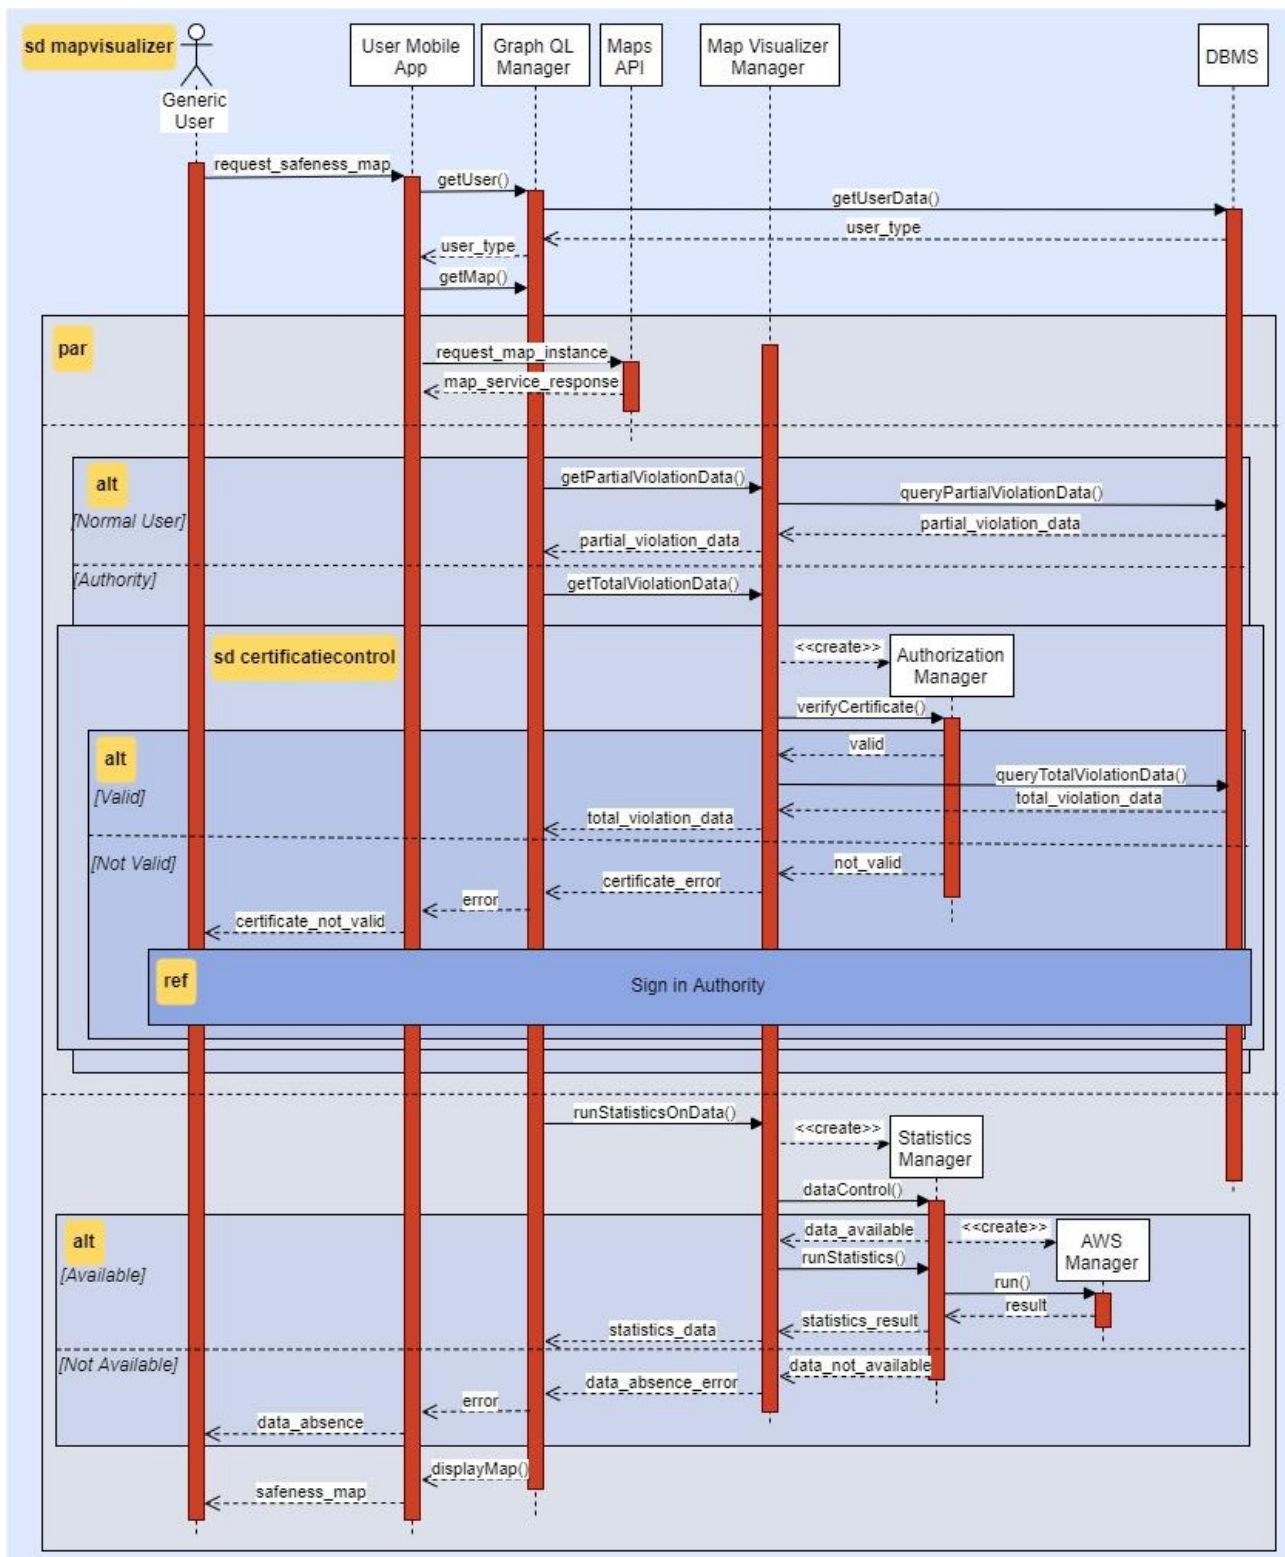 sd mapvisualizer
Generic
User
User Mobile
App
Graph QL
Manager
Maps
API
Map Visualizer
Manager
DBMS
request_safeness_map
getUser()
getUserData()
user_type
user_type
getMap()
par
request_map_instance
map_service_response
alt
[Normal User]
getPartialViolationData()
queryPartialViolationData()
partial_violation_data
partial_violation_data
[Authority]
getTotalViolationData()
sd certificatiecontrol
<<create>>
Authorization
Manager
verifyCertificate()
alt
valid
[Valid]
queryTotalViolationData()
total_violation_data
total_violation_data
[Not Valid]
not_valid
certificate_error
error
certificate_not_valid
ref
Sign in Authority
runStatisticsOnData()
<<create>>
Statistics
Manager
dataControl()
alt
[Available]
data_available
<<create>>
AWS
Manager
runStatistics()
run()
result
statistics_result
statistics_data
[Not Available]
data_not_available
data_absence_error
error
data_absence
displayMap()
safeness_map